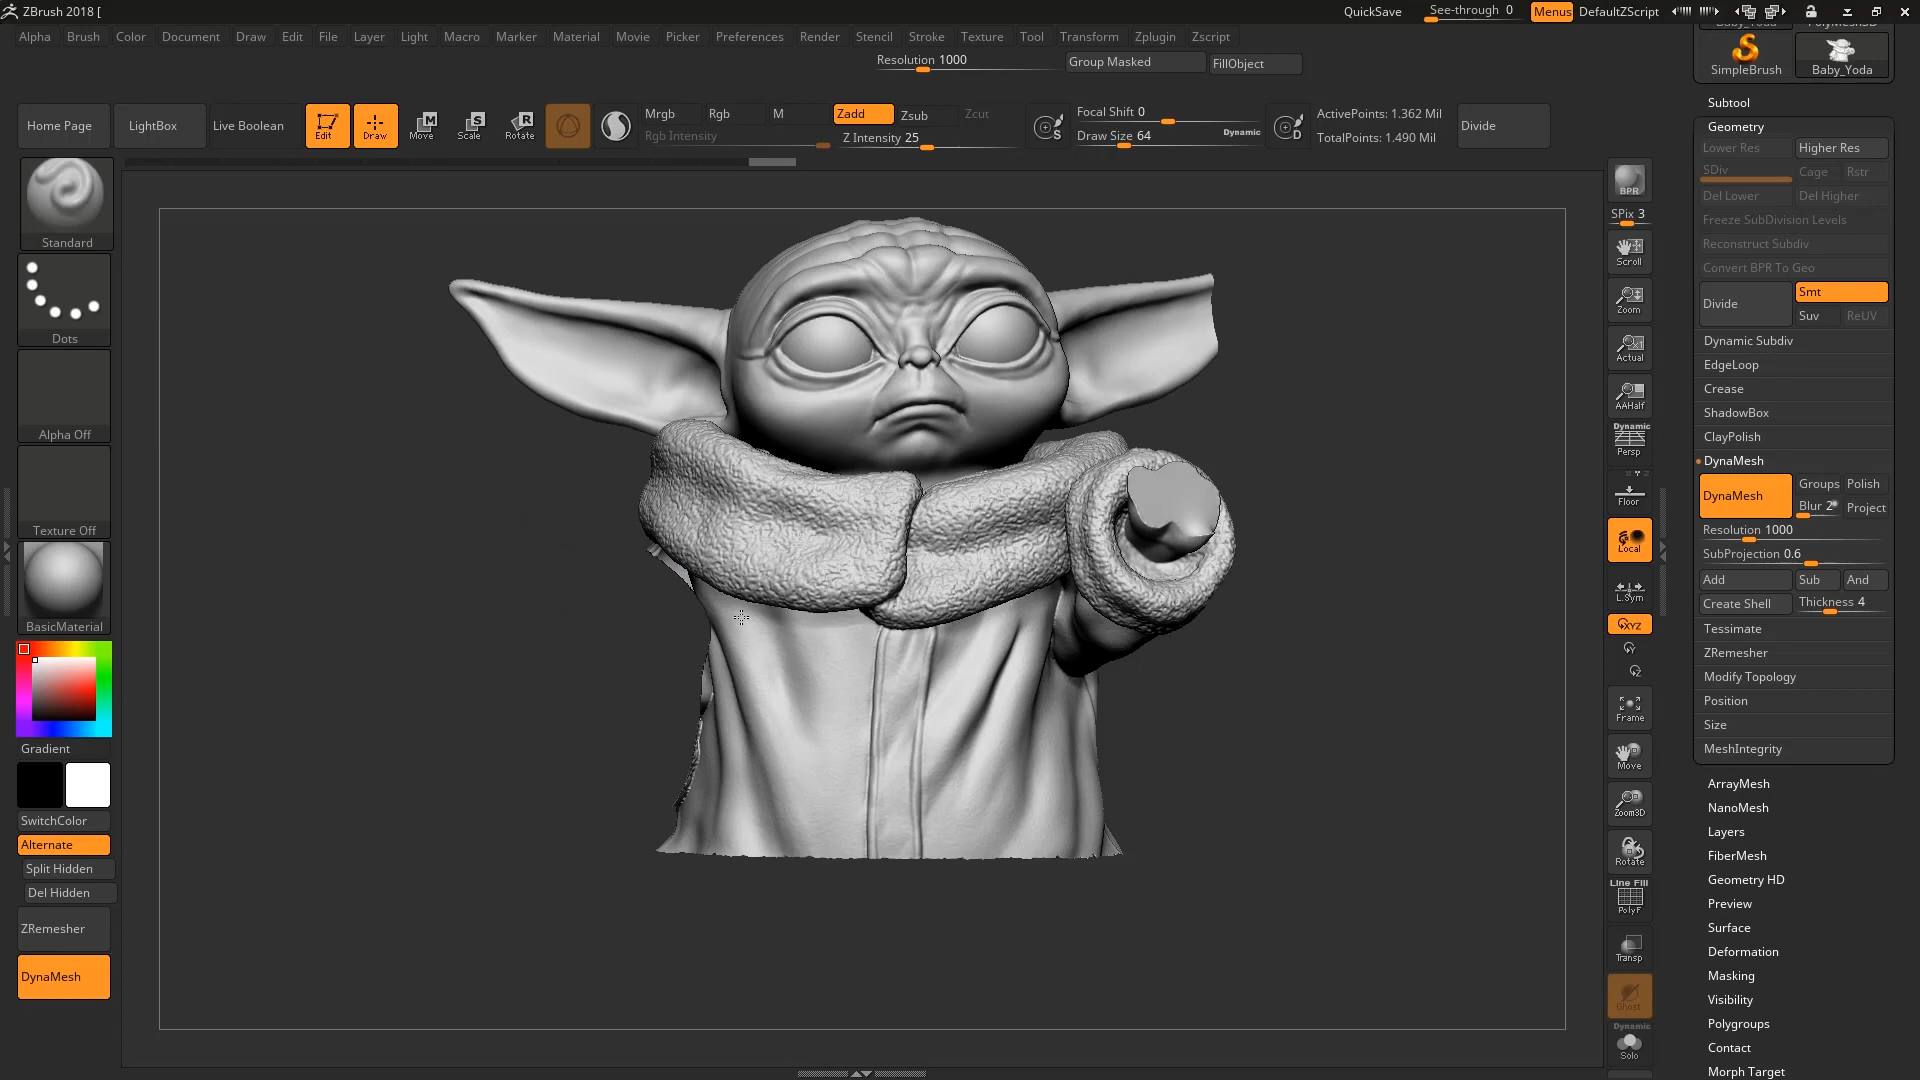 ZBrush 2018 [
QuickSave
See-through 0
Menus
DefaultZScript
Alpha Brush Color Document Draw Edit File Layer Light Macro Marker Material Movie Picker Preferences Render Stencil Stroke Texture Tool Transform Zplugin Zscript
Resolution 1000
Group Masked
FillObject
Home Page
LightBox
Live Boolean
Edit
Draw
M
Move
S
Scale
R
Rotate
Mrgb Rgb M
Rgb Intensity
Zadd Zsub Zcut
Z Intensity 25
S
Focal Shift 0
Draw Size 64
Dynamic
D
ActivePoints: 1.362 Mil
TotalPoints: 1.490 Mil
Divide
Standard
Dots
Alpha Off
Texture Off
BasicMaterial
Gradient
SwitchColor
Alternate
Split Hidden
Del Hidden
ZRemesher
DynaMesh
BPR
SPix 3
Scroll
Zoom
Actual
AAHalf
Dynamic
Persp
Floor
Local
L.Sym
XYZ
Frame
Move
Zoom3D
Rotate
Line Fill
PolyF
Transp
Ghost
Dynamic
Solo
SimpleBrush
Baby_Yoda
Subtool
Geometry
Lower Res Higher Res
SDiv Cage Rstr
Del Lower Del Higher
Freeze SubDivision Levels
Reconstruct Subdiv
Convert BPR To Geo
Divide
Smt
Suv ReUV
Dynamic Subdiv
EdgeLoop
Crease
ShadowBox
ClayPolish
DynaMesh
DynaMesh
Groups Polish
Blur 2 Project
Resolution 1000
SubProjection 0.6
Add Sub And
Create Shell Thickness 4
Tessimate
ZRemesher
Modify Topology
Position
Size
MeshIntegrity
ArrayMesh
NanoMesh
Layers
FiberMesh
Geometry HD
Preview
Surface
Deformation
Masking
Visibility
Polygroups
Contact
Morph Target